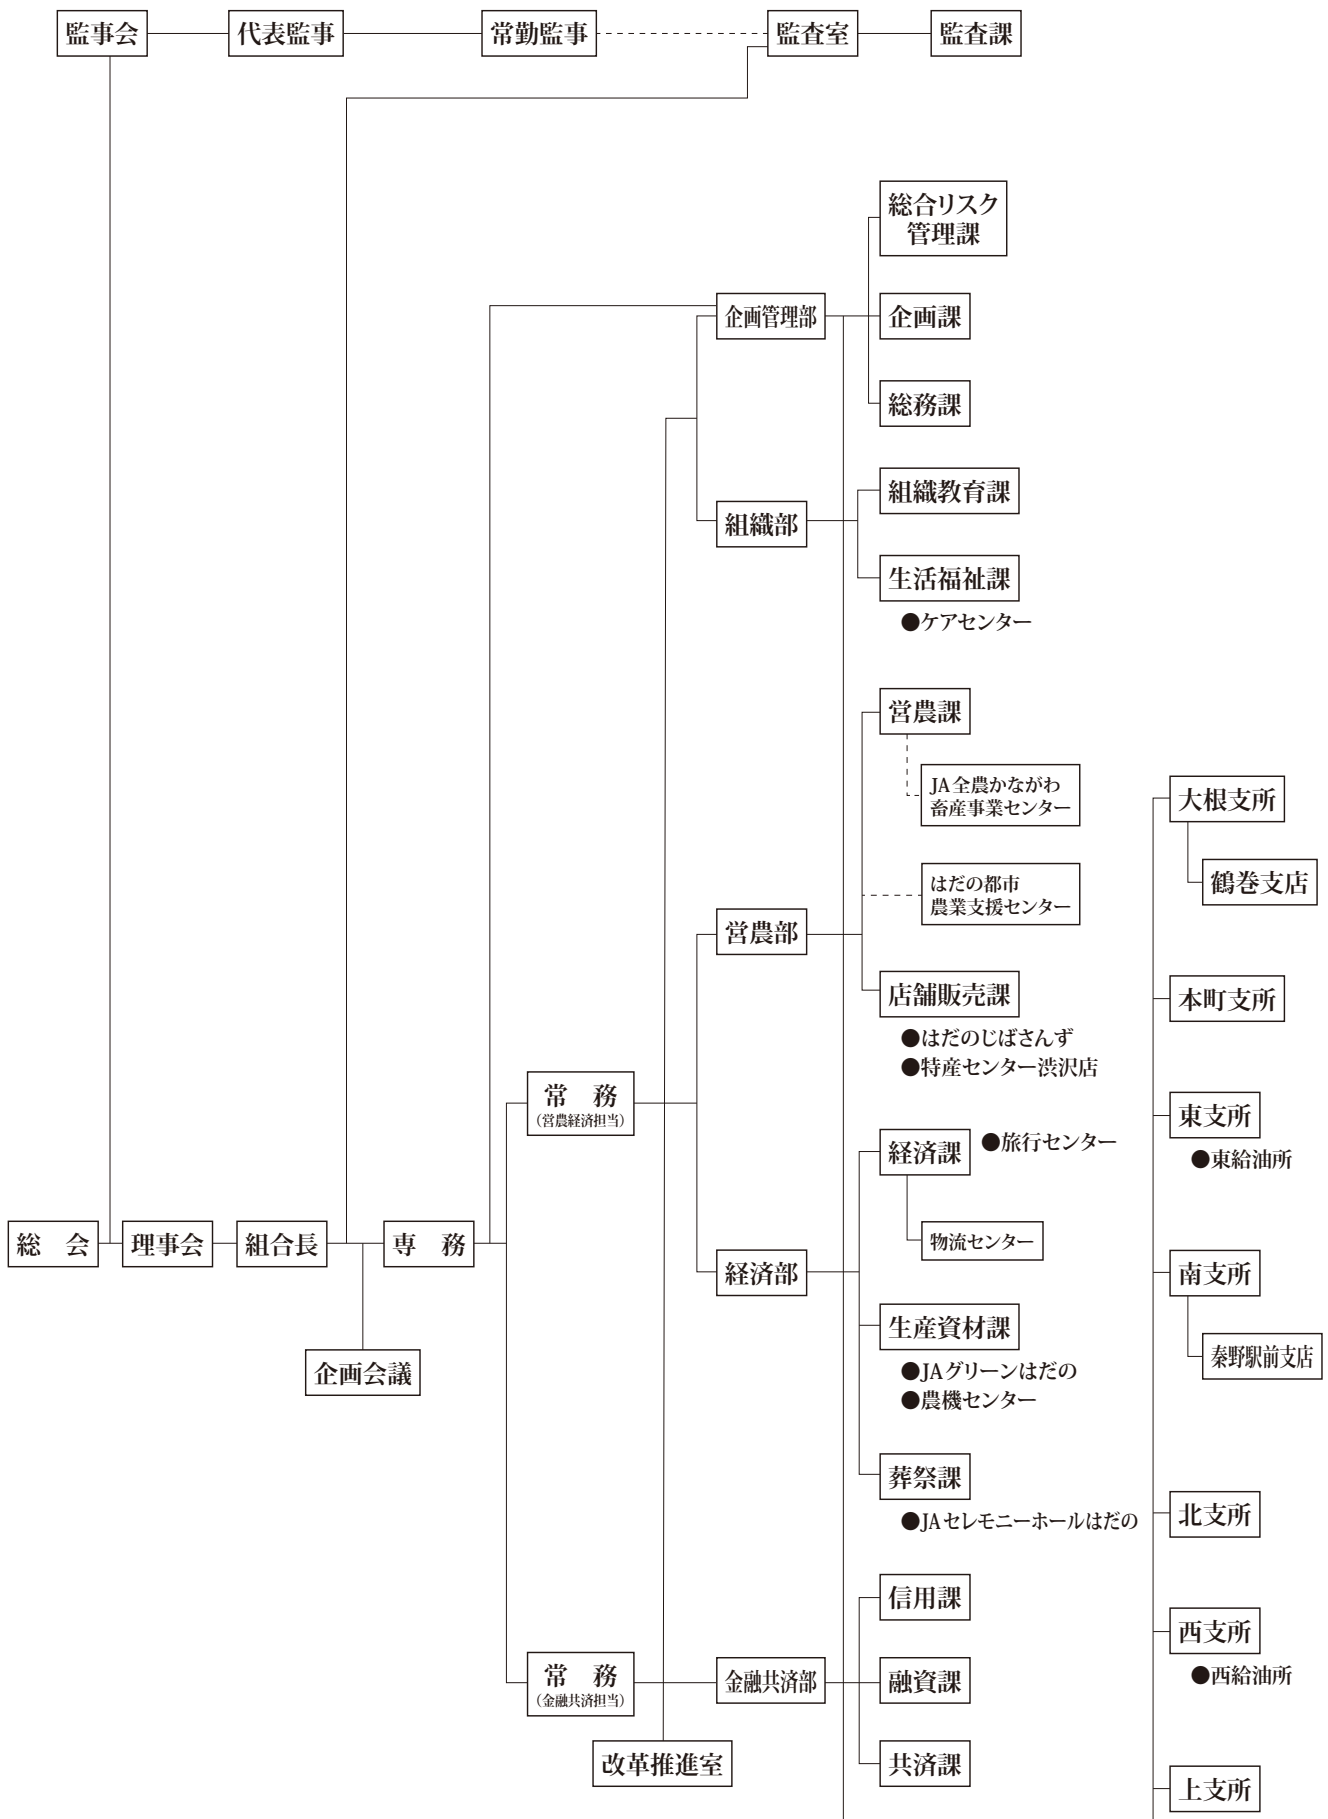 監事会
代表監事
常勤監事
監査室
監査課
総合リスク
管理課
企画管理部
企画課
総務課
組織教育課
組織部
生活福祉課
●ケアセンター
営農課
JA全農かながわ
畜産事業センター
はだの都市
農業支援センター
営農部
店舗販売課
●はだのじばさんず
●特産センター渋沢店
常　務
（営農経済担当）
経済課
●旅行センター
物流センター
経済部
生産資材課
●JAグリーンはだの
●農機センター
葬祭課
●JAセレモニーホールはだの
総　会
理事会
組合長
専　務
企画会議
信用課
常　務
（金融共済担当）
金融共済部
融資課
改革推進室
共済課
大根支所
鶴巻支店
本町支所
東支所
●東給油所
南支所
秦野駅前支店
北支所
西支所
●西給油所
上支所